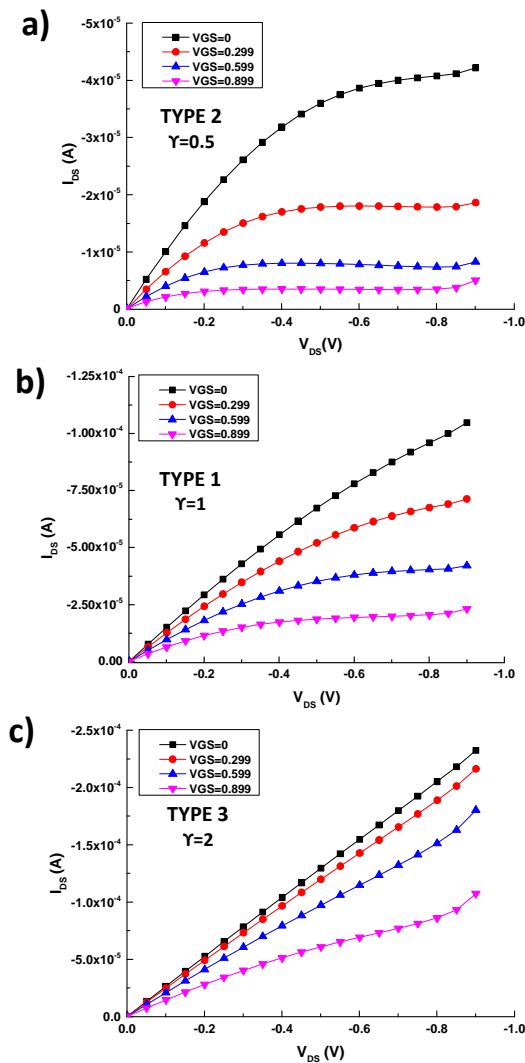 a)
-5x10⁻⁵
-4x10⁻⁵
-3x10⁻⁵
-2x10⁻⁵
-1x10⁻⁵
0
I_DS (A)
VGS=0
VGS=0.299
VGS=0.599
VGS=0.899
TYPE 2
ϒ=0.5
0.0 -0.2 -0.4 -0.6 -0.8 -1.0
V_DS(V)
b)
-1.25x10⁻⁴
-1.00x10⁻⁴
-7.50x10⁻⁵
-5.00x10⁻⁵
-2.50x10⁻⁵
0.00
I_DS (A)
VGS=0
VGS=0.299
VGS=0.599
VGS=0.899
TYPE 1
ϒ=1
0.0 -0.2 -0.4 -0.6 -0.8 -1.0
V_DS (V)
c)
-2.5x10⁻⁴
-2.0x10⁻⁴
-1.5x10⁻⁴
-1.0x10⁻⁴
-5.0x10⁻⁵
0.0
I_DS (A)
VGS=0
VGS=0.299
VGS=0.599
VGS=0.899
TYPE 3
ϒ=2
0.0 -0.2 -0.4 -0.6 -0.8 -1.0
V_DS (V)